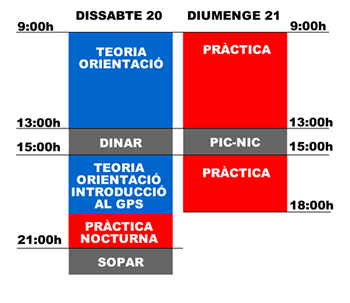 DISSABTE 20 DIUMENGE 21
9:00h 9:00h
TEORIA
ORIENTACIÓ
PRÀCTICA
13:00h 13:00h
DINAR PIC-NIC
15:00h 15:00h
TEORIA
ORIENTACIÓ
INTRODUCCIÓ
AL GPS
PRÀCTICA
18:00h
PRÀCTICA
NOCTURNA
21:00h
SOPAR